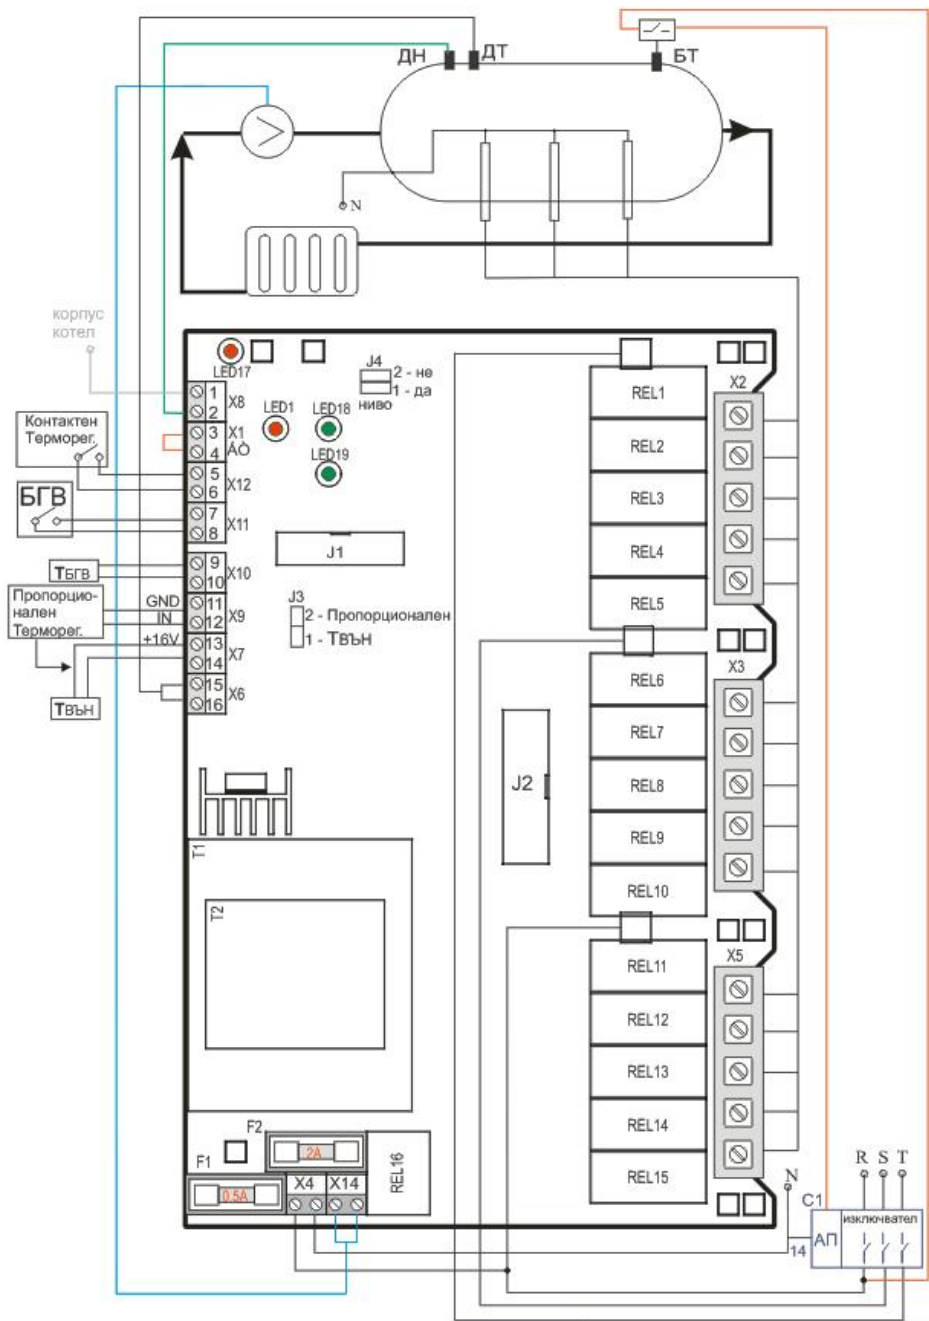 ДН
ДТ
БТ
N
корпус
котел
LED17
J4
2 - не
1 - да
ниво
LED1
LED18
LED19
1
2
X8
3
4
X1
ÁÒ
Контактен
Терморег.
5
6
X12
БГВ
7
8
X11
J1
ТБГВ
9
10
X10
Пропорцио-
нален
Терморег.
GND
IN
11
12
X9
J3
2 - Пропорционален
1 - ТВЪН
+16V
13
14
X7
15
16
X6
ТВЪН
REL1
REL2
REL3
REL4
REL5
X2
REL6
REL7
REL8
REL9
REL10
X3
J2
T1
T2
REL11
REL12
REL13
REL14
REL15
X5
F2
2A
F1
0.5A
X4
X14
REL16
N
R S T
C1
изключвател
АП
14